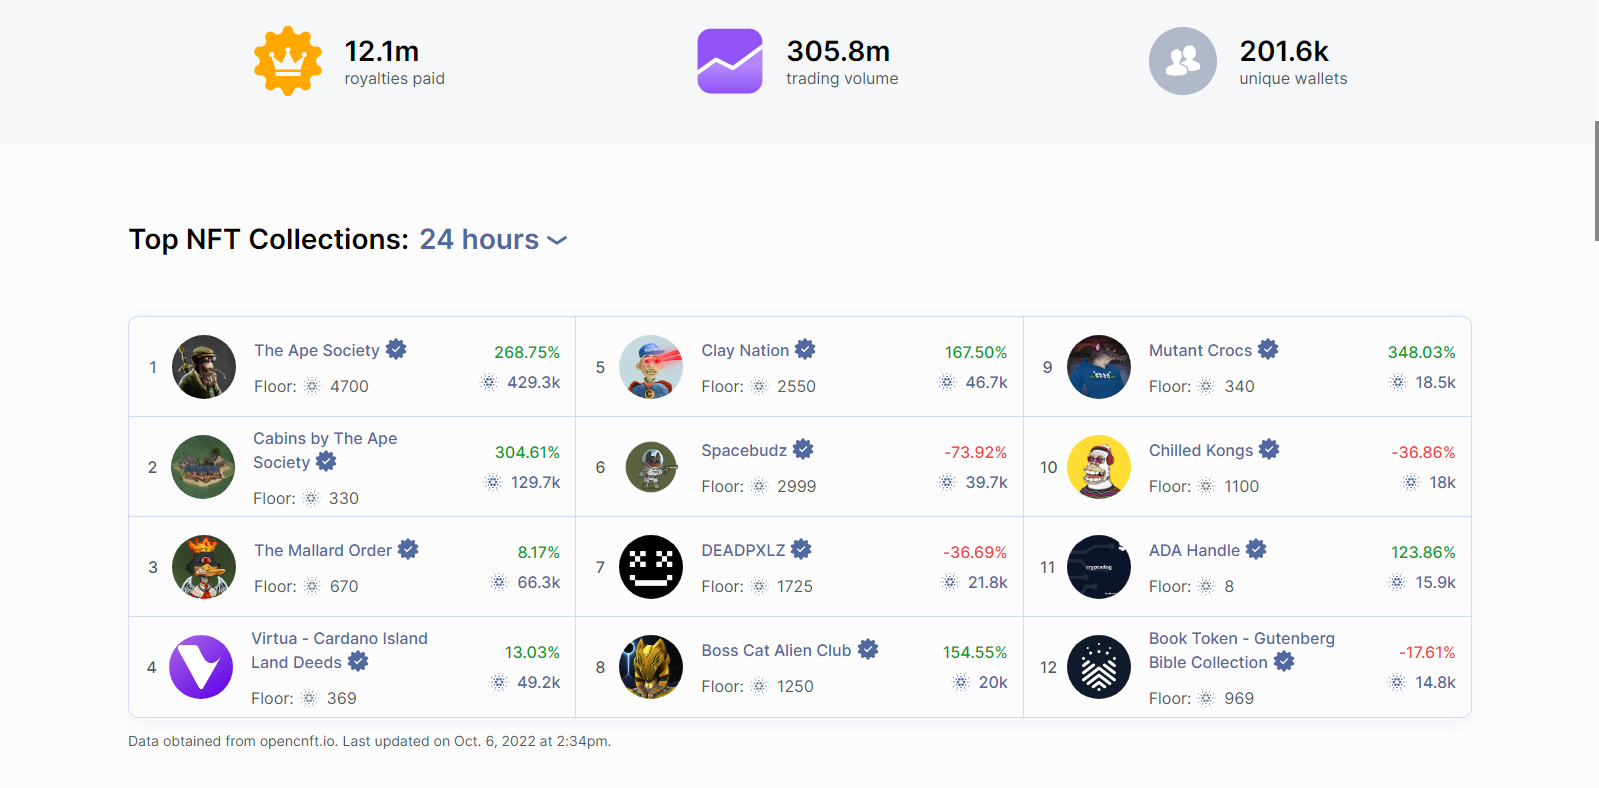 12.1m
royalties paid
305.8m
trading volume
201.6k
unique wallets
Top NFT Collections: 24 hours
1
The Ape Society
Floor: 4700
268.75%
429.3k
2
Cabins by The Ape
Society
Floor: 330
304.61%
129.7k
3
The Mallard Order
Floor: 670
8.17%
66.3k
4
Virtua - Cardano Island
Land Deeds
Floor: 369
13.03%
49.2k
5
Clay Nation
Floor: 2550
167.50%
46.7k
6
Spacebudz
Floor: 2999
-73.92%
39.7k
7
DEADPXLZ
Floor: 1725
-36.69%
21.8k
8
Boss Cat Alien Club
Floor: 1250
154.55%
20k
9
Mutant Crocs
Floor: 340
348.03%
18.5k
10
Chilled Kongs
Floor: 1100
-36.86%
18k
11
cryptodog
ADA Handle
Floor: 8
123.86%
15.9k
12
Book Token - Gutenberg
Bible Collection
Floor: 969
-17.61%
14.8k
Data obtained from opencnft.io. Last updated on Oct. 6, 2022 at 2:34pm.